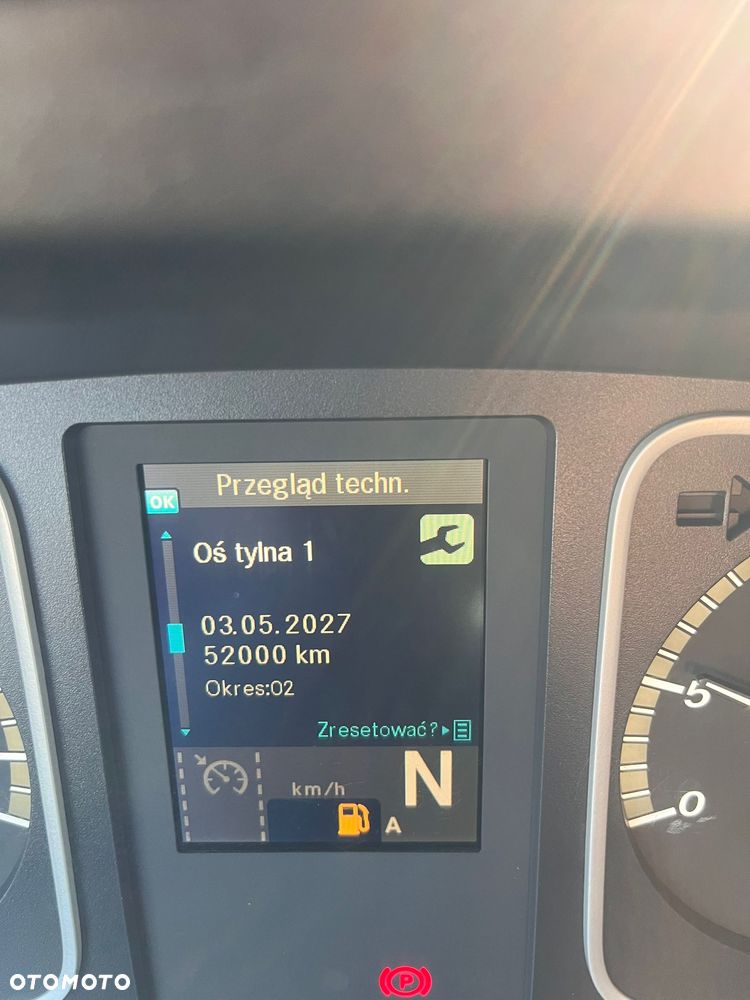 Przegląd techn.
OK
Oś tylna 1
03.05.2027
52000 km
Okres:02
Zresetować?
km/h
N
A
5
0
P
OTOMOTO